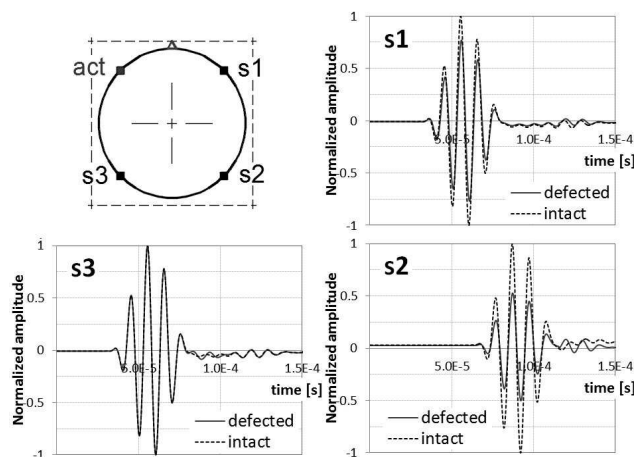 act
s1
s3
s2
s1
Normalized amplitude
1
0.5
0
-0.5
-1
5.0E-5
1.0E-4
1.5E-4
time [s]
defected
intact
s3
Normalized amplitude
1
0.5
0
-0.5
-1
5.0E-5
1.0E-4
1.5E-4
time [s]
defected
intact
s2
Normalized amplitude
1
0.5
0
-0.5
-1
5.0E-5
1.0E-4
1.5E-4
time [s]
defected
intact